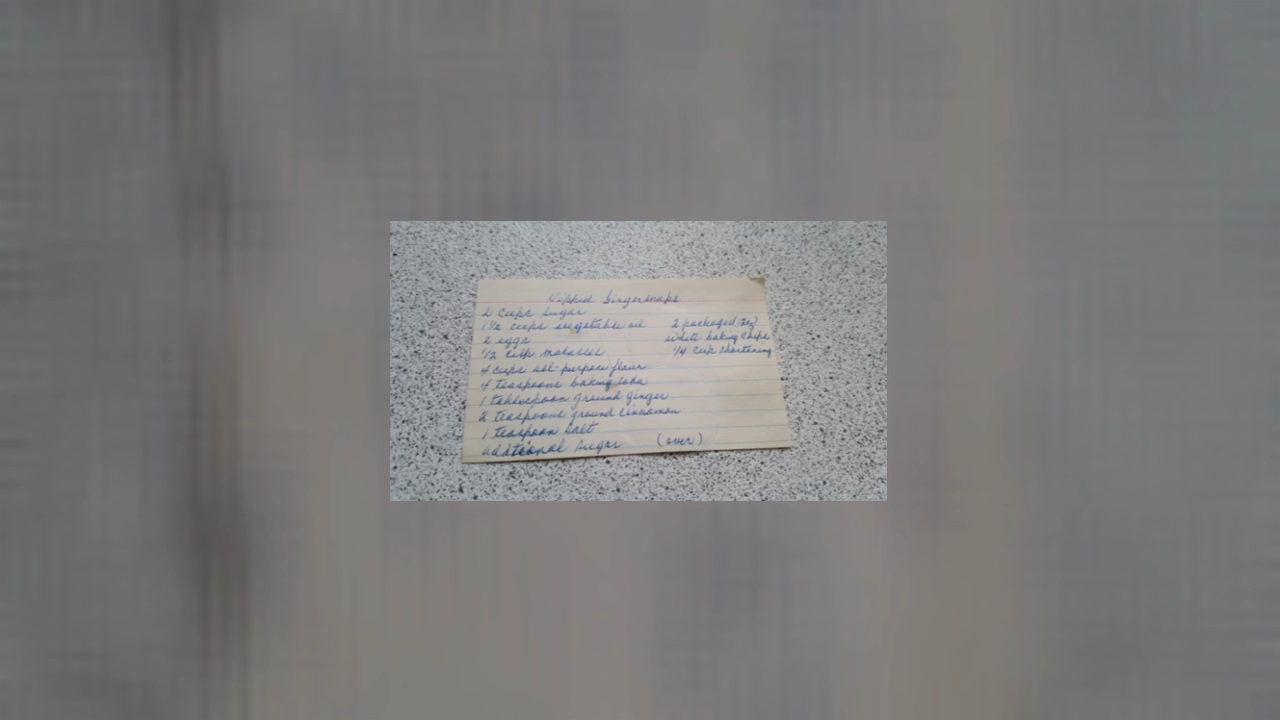 Dipped Gingersnaps
2 cups sugar
1 1/2 cups vegetable oil
2 eggs
1/2 cup molasses
4 cups all-purpose flour
4 teaspoons baking soda
1 tablespoon ground ginger
2 teaspoons ground cinnamon
1 teaspoon salt
additional sugar (over)
2 packages
white baking chips
1/4 cup shortening